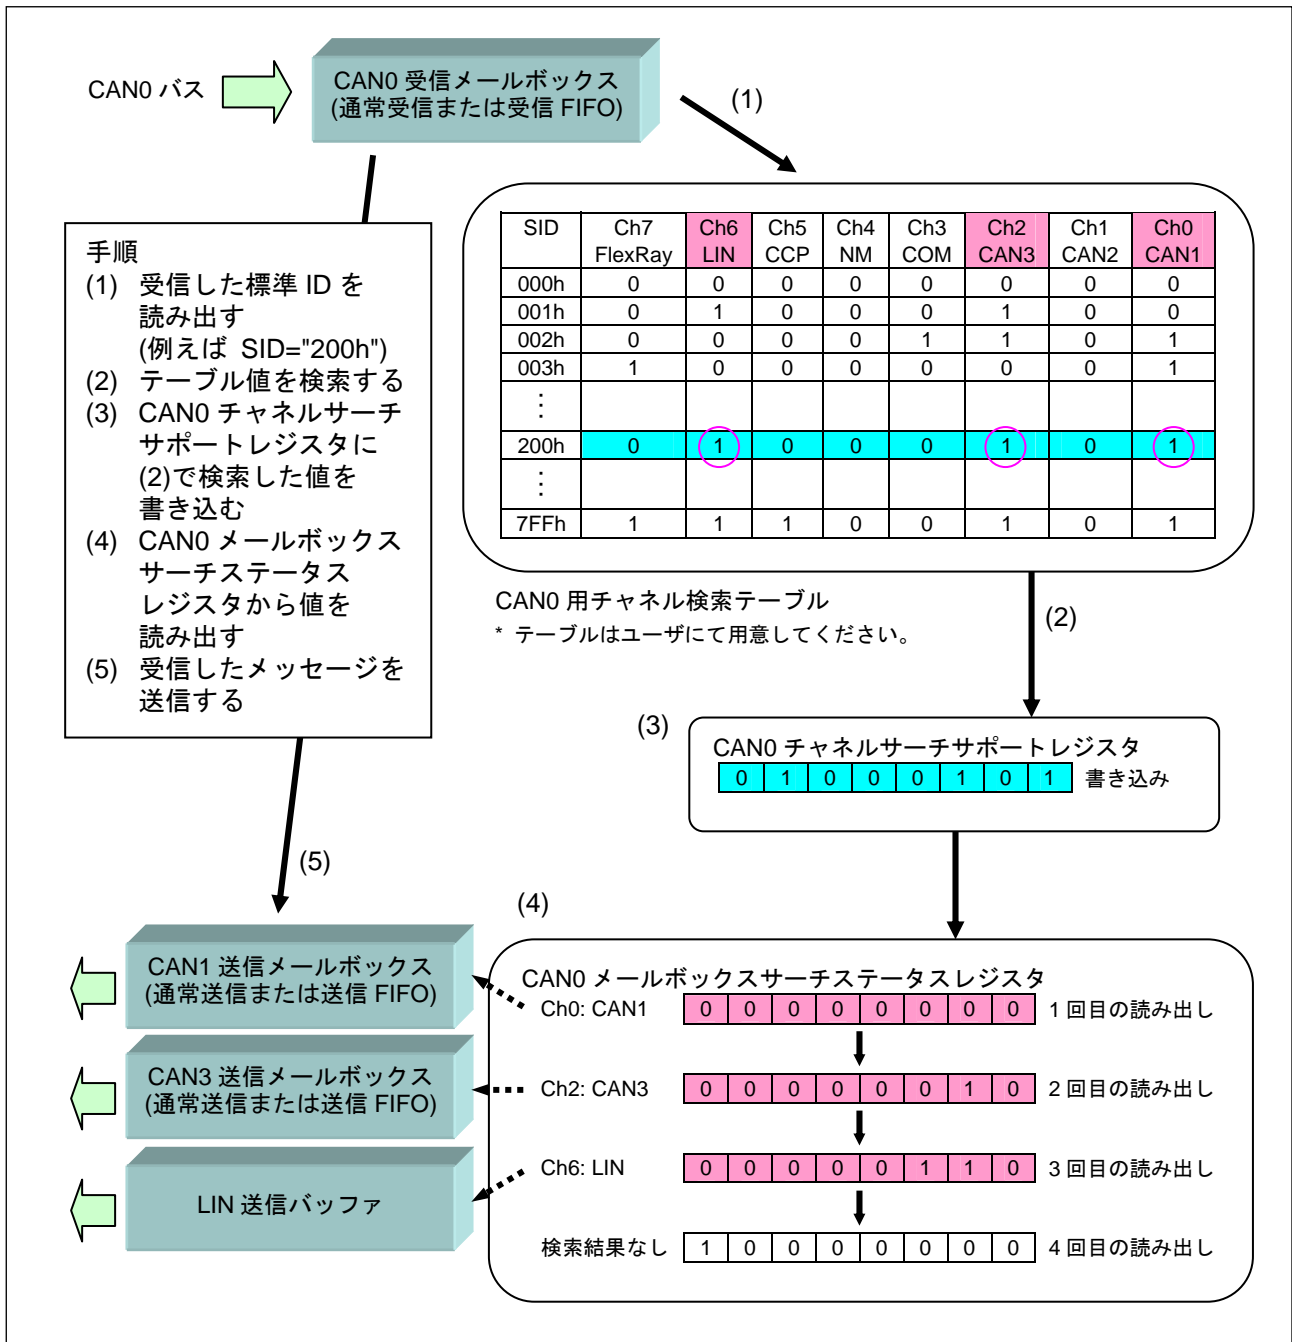 CAN0 バス
CAN0 受信メールボックス
(通常受信または受信 FIFO)
(1)
手順
(1) 受信した標準 ID を
読み出す
(例えば SID="200h")
(2) テーブル値を検索する
(3) CAN0 チャネルサーチ
サポートレジスタに
(2)で検索した値を
書き込む
(4) CAN0 メールボックス
サーチステータス
レジスタから値を
読み出す
(5) 受信したメッセージを
送信する
SID Ch7 Ch6 Ch5 Ch4 Ch3 Ch2 Ch1 Ch0
FlexRay LIN CCP NM COM CAN3 CAN2 CAN1
000h 0 0 0 0 0 0 0 0
001h 0 1 0 0 0 1 0 0
002h 0 0 0 0 1 1 0 1
003h 1 0 0 0 0 0 0 1
⋮
200h 0 1 0 0 0 1 0 1
⋮
7FFh 1 1 1 0 0 1 0 1
CAN0 用チャネル検索テーブル
* テーブルはユーザにて用意してください。
(2)
(3)
CAN0 チャネルサーチサポートレジスタ
0 1 0 0 0 1 0 1 書き込み
(5)
(4)
CAN1 送信メールボックス
(通常送信または送信 FIFO)
CAN3 送信メールボックス
(通常送信または送信 FIFO)
LIN 送信バッファ
CAN0 メールボックスサーチステータスレジスタ
Ch0: CAN1 0 0 0 0 0 0 0 0 1 回目の読み出し
Ch2: CAN3 0 0 0 0 0 0 1 0 2 回目の読み出し
Ch6: LIN 0 0 0 0 0 1 1 0 3 回目の読み出し
検索結果なし 1 0 0 0 0 0 0 0 4 回目の読み出し